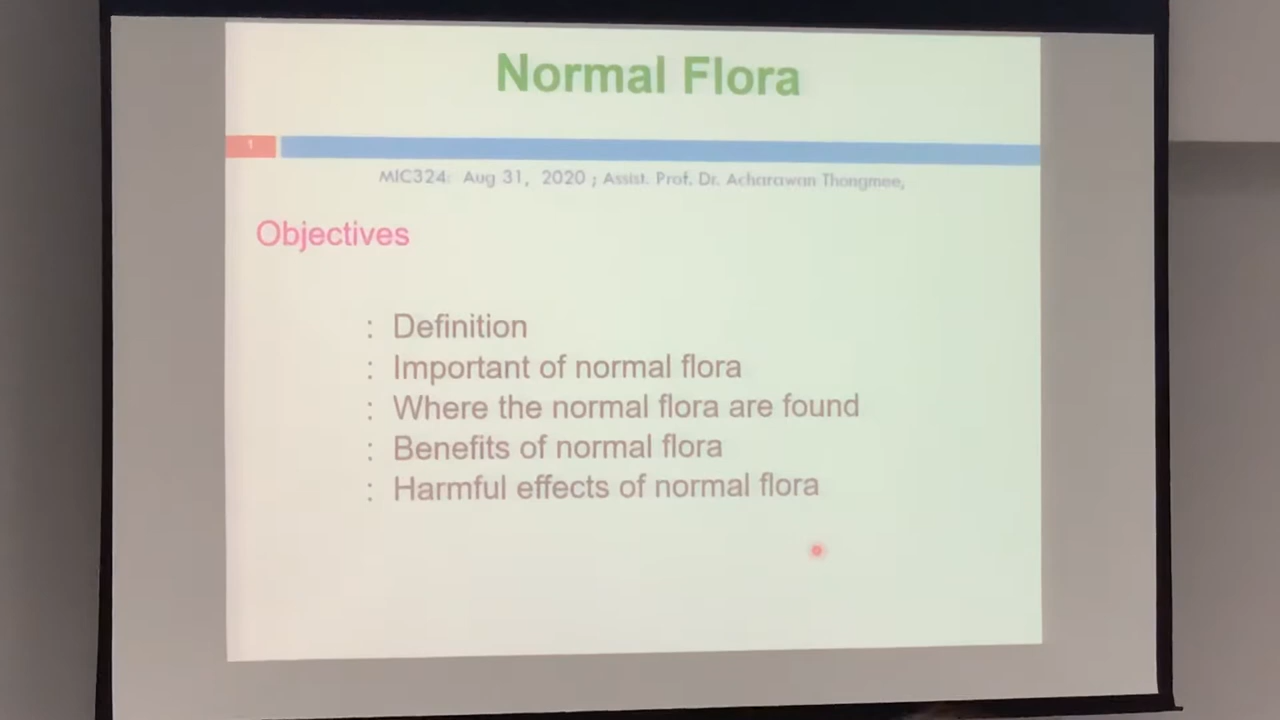 Normal Flora
1
MIC324: Aug 31, 2020 ; Assist. Prof. Dr. Acharawan Thongmee,
Objectives
: Definition
: Important of normal flora
: Where the normal flora are found
: Benefits of normal flora
: Harmful effects of normal flora